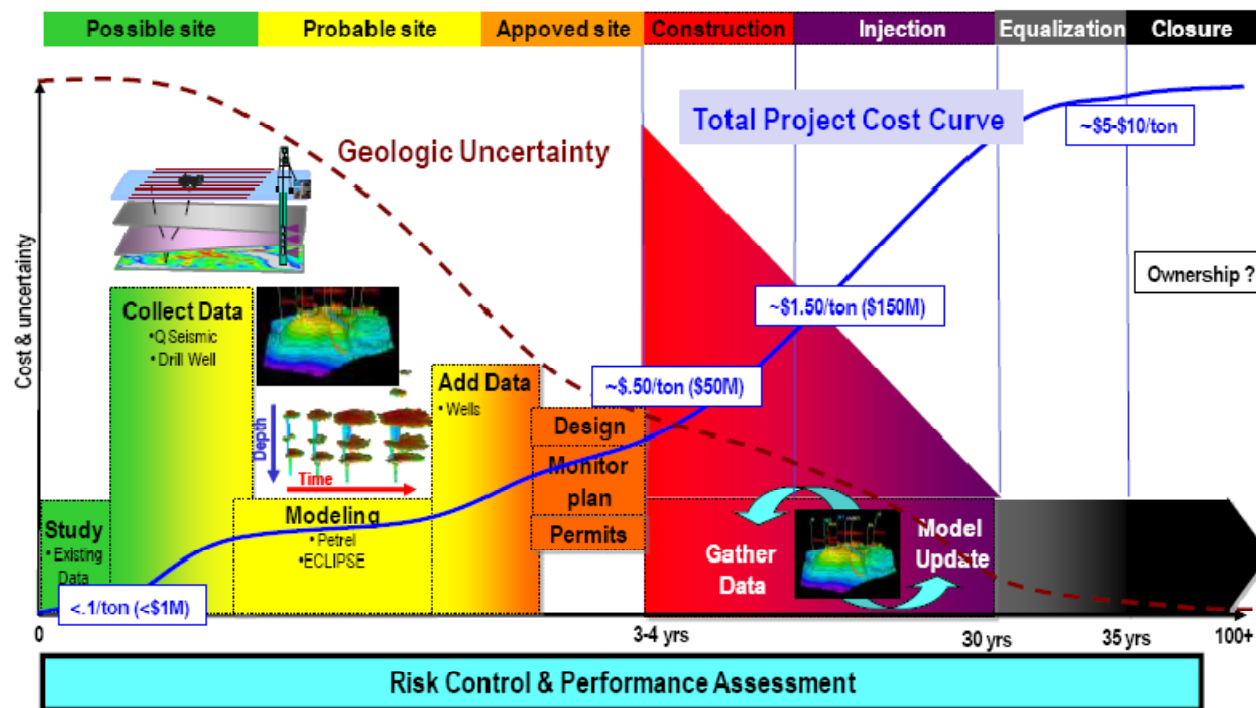 Possible site
Probable site
Appoved site
Construction
Injection
Equalization
Closure
Cost & uncertainty
Geologic Uncertainty
Total Project Cost Curve
~$5-$10/ton
Ownership ?
Collect Data
•Q Seismic
•Drill Well
~$1.50/ton ($150M)
~$.50/ton ($50M)
Add Data
• Wells
Depth
Time
Design
Monitor
plan
Permits
Study
• Existing
Data
Modeling
• Petrel
•ECLIPSE
Gather
Data
Model
Update
<.1/ton (<$1M)
0
3-4 yrs
30 yrs
35 yrs
100+
Risk Control & Performance Assessment